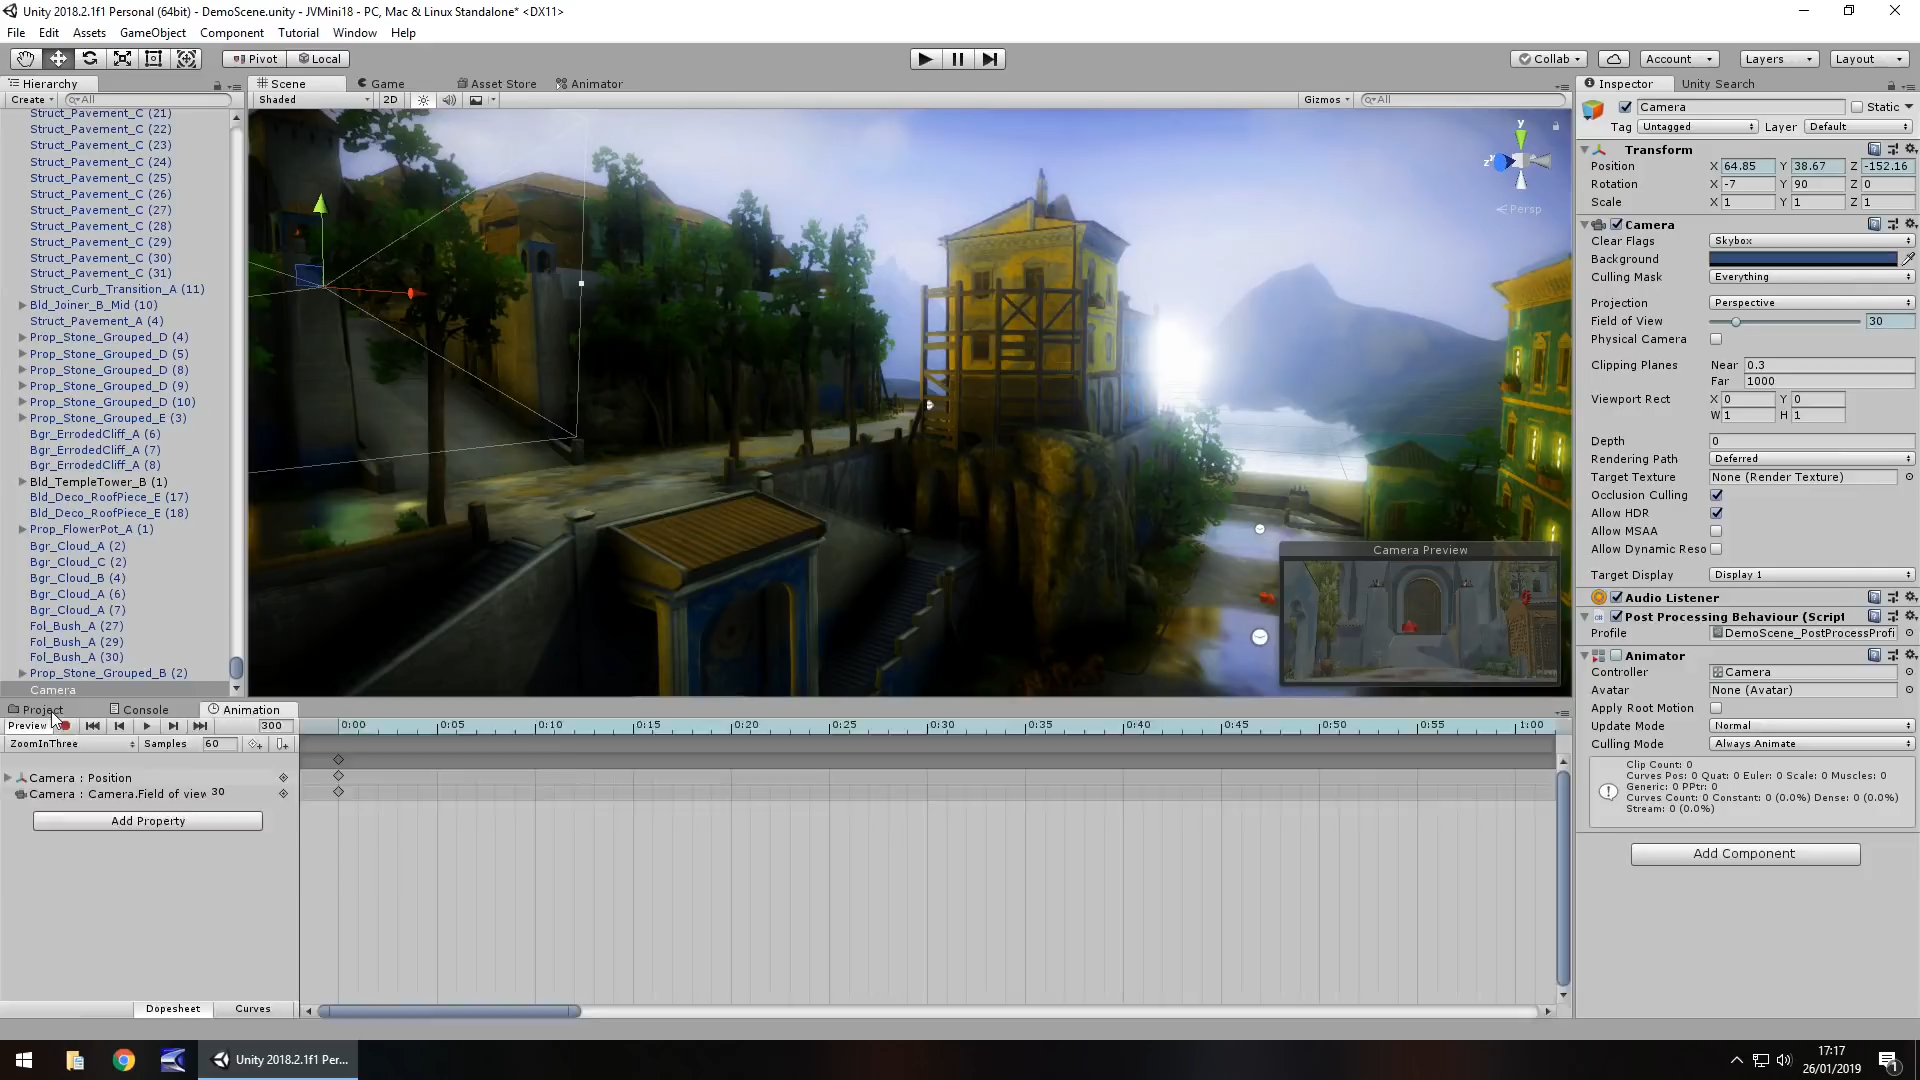 Unity 2018.2.1f1 Personal (64bit) - DemoScene.unity - JVMini18 - PC, Mac & Linux Standalone* <DX11>
File Edit Assets GameObject Component Tutorial Window Help
Pivot Local Collab Account Layers Layout
Hierarchy
Create All
Struct_Pavement_C (21)
Struct_Pavement_C (22)
Struct_Pavement_C (23)
Struct_Pavement_C (24)
Struct_Pavement_C (25)
Struct_Pavement_C (26)
Struct_Pavement_C (27)
Struct_Pavement_C (28)
Struct_Pavement_C (29)
Struct_Pavement_C (30)
Struct_Pavement_C (31)
Struct_Curb_Transition_A (11)
Bld_Joiner_B_Mid (10)
Struct_Pavement_A (4)
Prop_Stone_Grouped_D (4)
Prop_Stone_Grouped_D (5)
Prop_Stone_Grouped_D (8)
Prop_Stone_Grouped_D (9)
Prop_Stone_Grouped_D (10)
Prop_Stone_Grouped_E (3)
Bgr_ErrodedCliff_A (6)
Bgr_ErrodedCliff_A (7)
Bgr_ErrodedCliff_A (8)
Bld_TempleTower_B (1)
Bld_Deco_RoofPiece_E (17)
Bld_Deco_RoofPiece_E (18)
Prop_FlowerPot_A (1)
Bgr_Cloud_A (2)
Bgr_Cloud_C (2)
Bgr_Cloud_B (4)
Bgr_Cloud_A (6)
Bgr_Cloud_A (7)
Fol_Bush_A (27)
Fol_Bush_A (29)
Fol_Bush_A (30)
Prop_Stone_Grouped_B (2)
Camera
Scene Game Asset Store Animator
Shaded 2D Gizmos All
y
z
Persp
Camera Preview
Inspector Unity Search
Camera Static
Tag Untagged Layer Default
Transform
Position X 64.85 Y 38.67 Z -152.16
Rotation X -7 Y 90 Z 0
Scale X 1 Y 1 Z 1
Camera
Clear Flags Skybox
Background
Culling Mask Everything
Projection Perspective
Field of View 30
Physical Camera
Clipping Planes Near 0.3
Far 1000
Viewport Rect X 0 Y 0
W 1 H 1
Depth 0
Rendering Path Deferred
Target Texture None (Render Texture)
Occlusion Culling
Allow HDR
Allow MSAA
Allow Dynamic Reso
Target Display Display 1
Audio Listener
Post Processing Behaviour (Script
Profile DemoScene_PostProcessProfi
Animator
Controller Camera
Avatar None (Avatar)
Apply Root Motion
Update Mode Normal
Culling Mode Always Animate
Clip Count: 0
Curves Pos: 0 Quat: 0 Euler: 0 Scale: 0 Muscles: 0
Generic: 0 PPtr: 0
Curves Count: 0 Constant: 0 (0.0%) Dense: 0 (0.0%)
Stream: 0 (0.0%)
Add Component
Project Console Animation
Preview 300 0:00 0:05 0:10 0:15 0:20 0:25 0:30 0:35 0:40 0:45 0:50 0:55 1:00
ZoomInThree Samples 60
Camera : Position
Camera : Camera.Field of view 30
Add Property
Dopesheet Curves
Unity 2018.2.1f1 Per...
17:17
26/01/2019
1